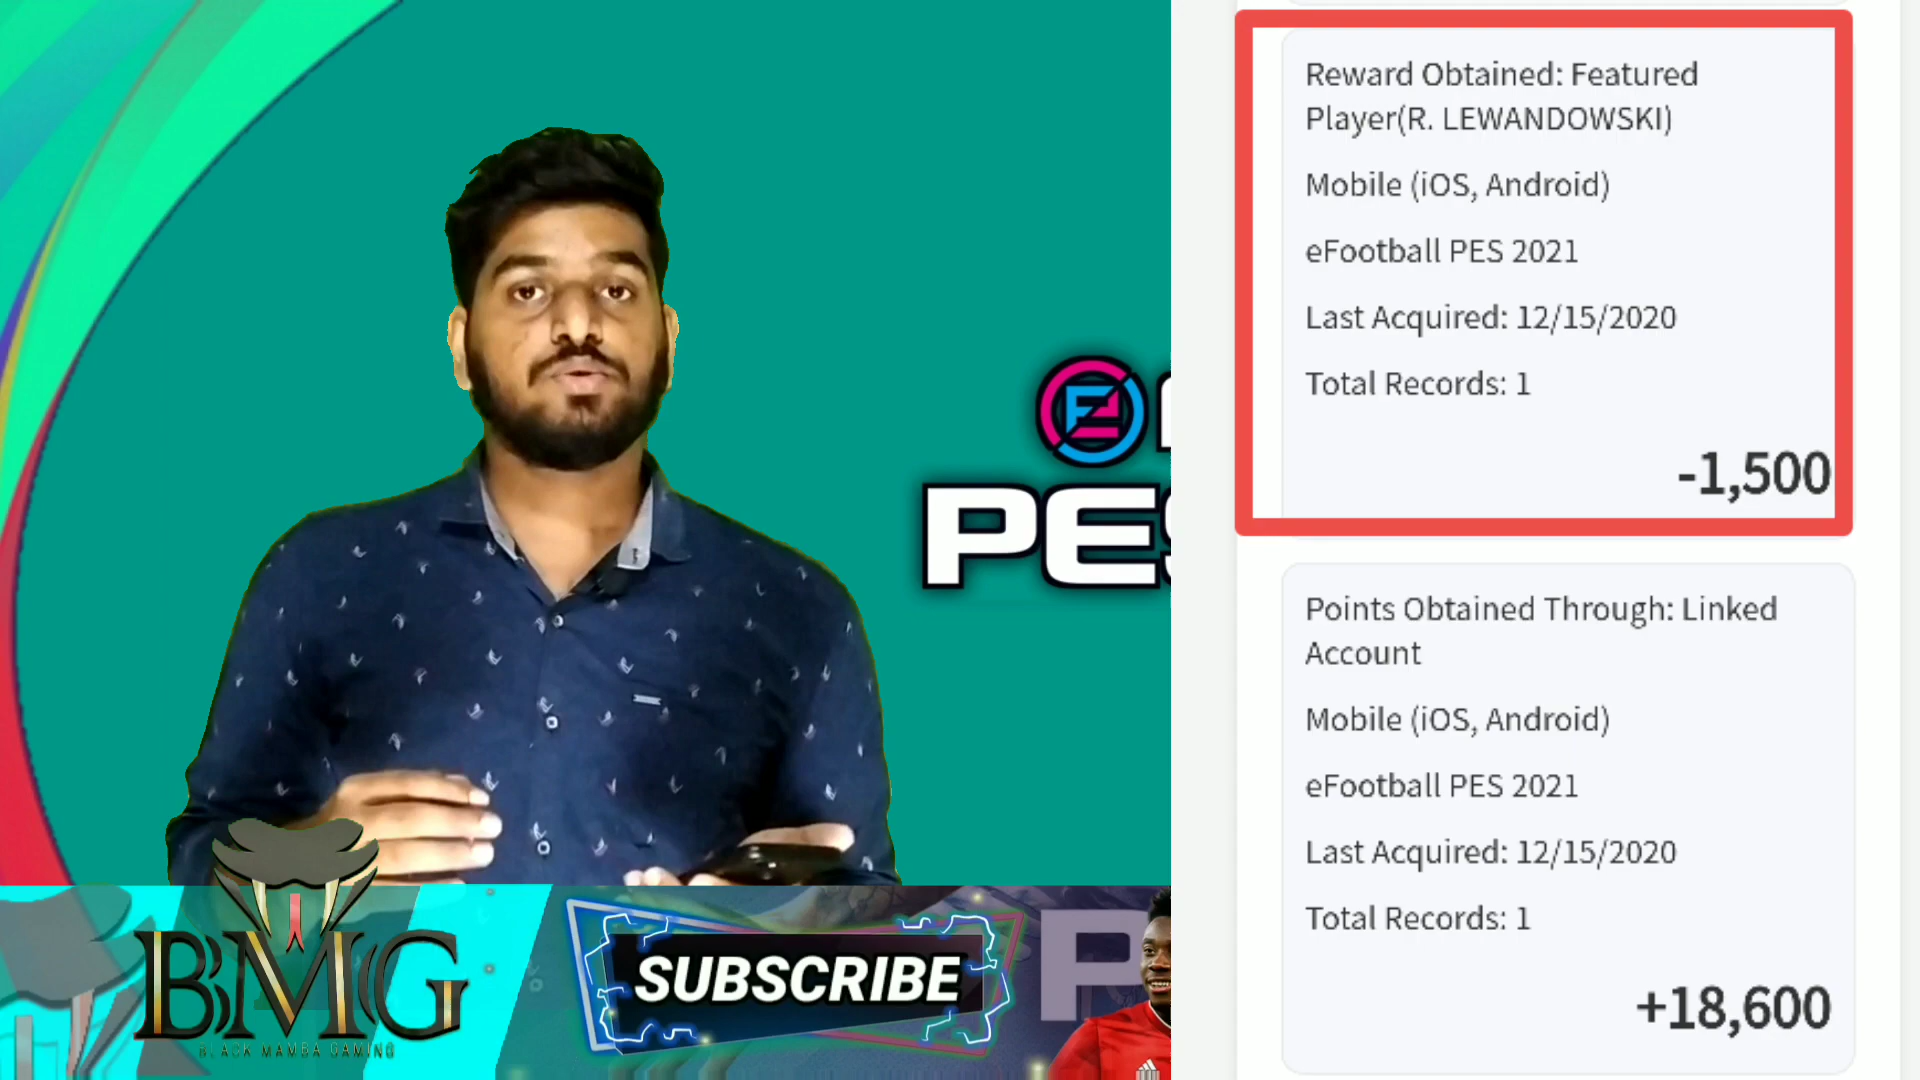 PES
BMG
BLACK MAMBA GAMING
SUBSCRIBE
P
Reward Obtained: Featured
Player(R. LEWANDOWSKI)
Mobile (iOS, Android)
eFootball PES 2021
Last Acquired: 12/15/2020
Total Records: 1
-1,500
Points Obtained Through: Linked
Account
Mobile (iOS, Android)
eFootball PES 2021
Last Acquired: 12/15/2020
Total Records: 1
+18,600